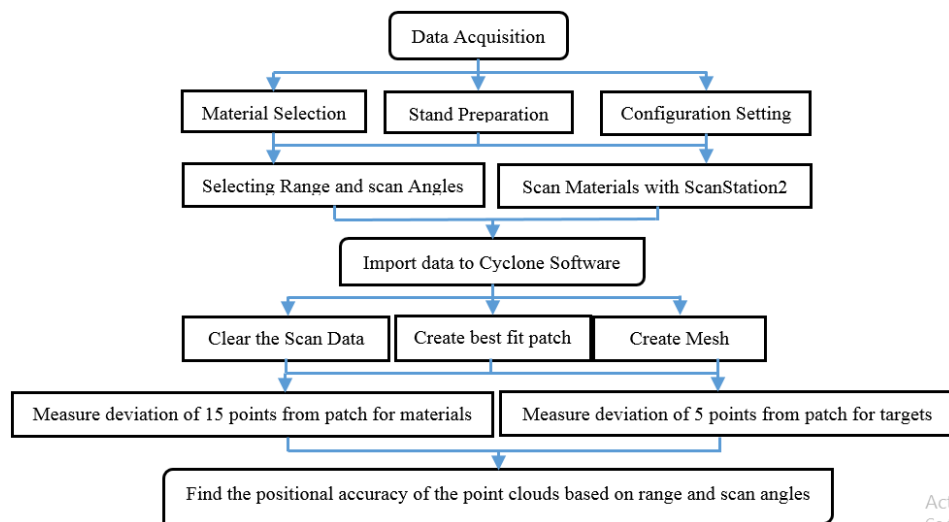 Data Acquisition
Material Selection
Stand Preparation
Configuration Setting
Selecting Range and scan Angles
Scan Materials with ScanStation2
Import data to Cyclone Software
Clear the Scan Data
Create best fit patch
Create Mesh
Measure deviation of 15 points from patch for materials
Measure deviation of 5 points from patch for targets
Find the positional accuracy of the point clouds based on range and scan angles